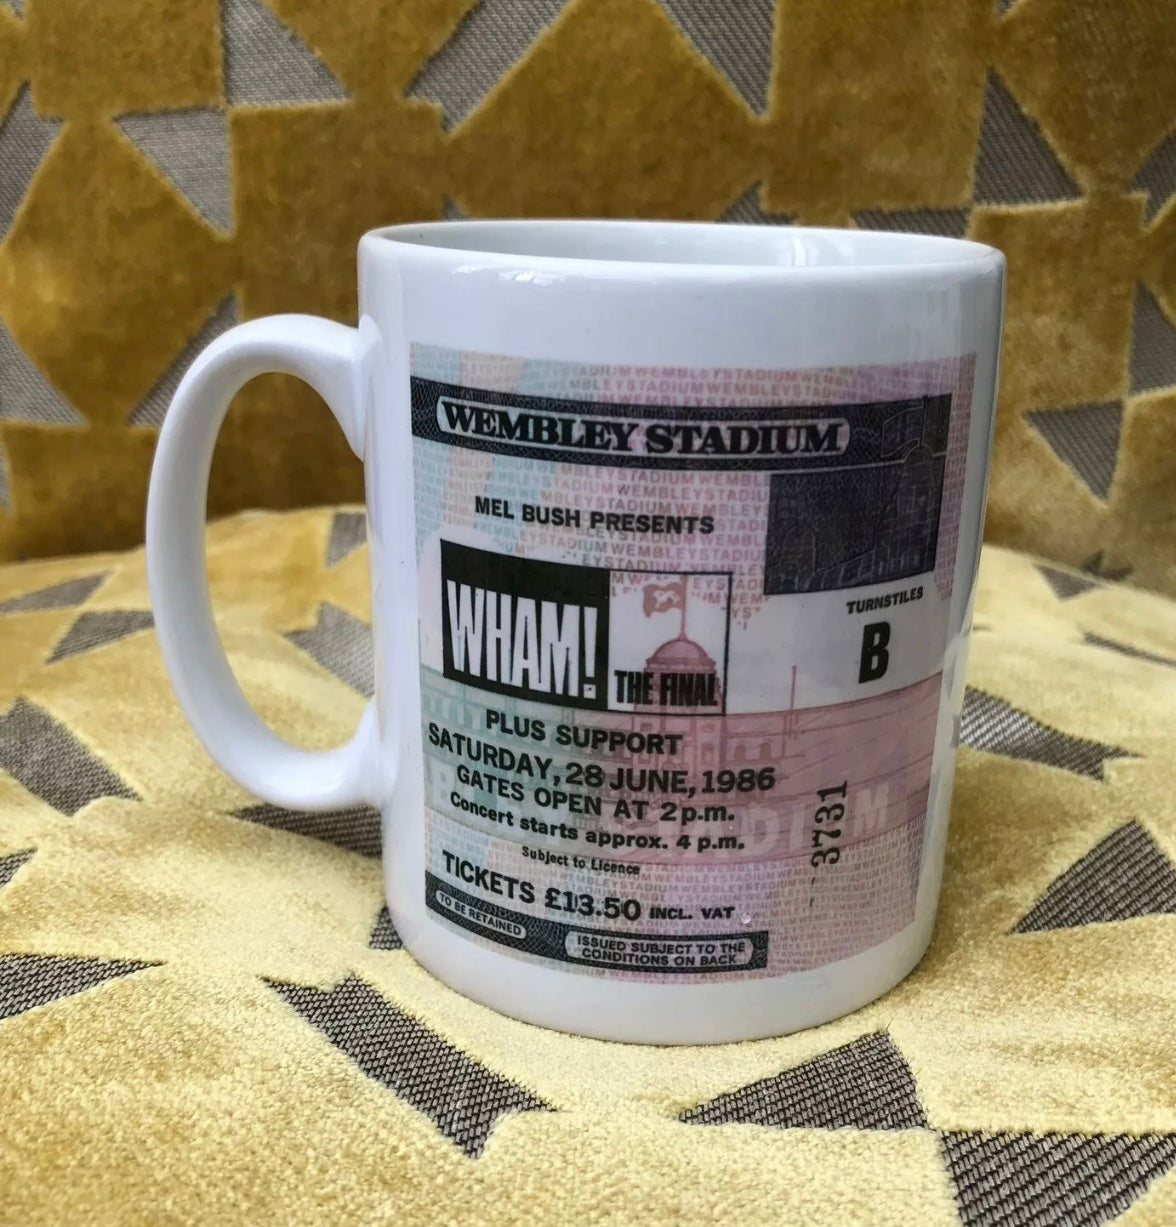 WEMBLEY STADIUM
MEL BUSH PRESENTS
WHAM!
THE FINAL
TURNSTILES
B
PLUS SUPPORT
SATURDAY, 28 JUNE, 1986
GATES OPEN AT 2 p.m.
Concert starts approx. 4 p.m.
Subject to Licence
TICKETS £13.50 INCL. VAT
3731
TO BE RETAINED
ISSUED SUBJECT TO THE
CONDITIONS ON BACK